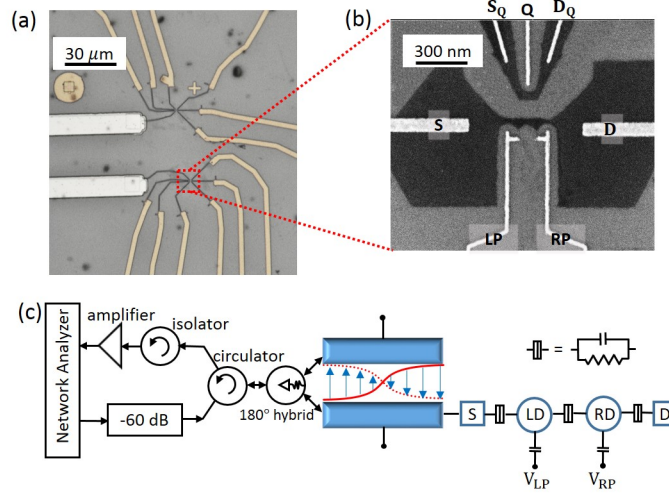 (a)
30 μm
(b)
S_Q Q D_Q
300 nm
S
D
LP
RP
(c)
Network Analyzer
amplifier
isolator
circulator
-60 dB
180° hybrid
=
S
LD
RD
D
V_LP
V_RP